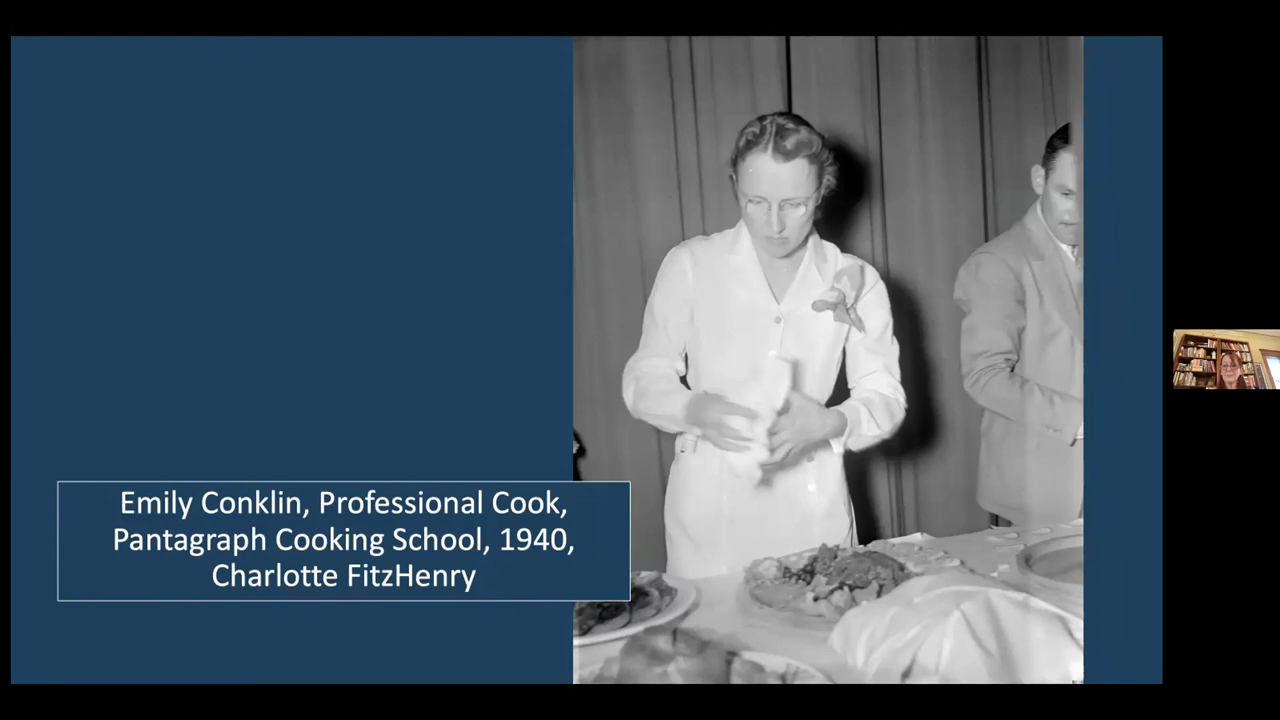 Emily Conklin, Professional Cook,
Pantagraph Cooking School, 1940,
Charlotte FitzHenry